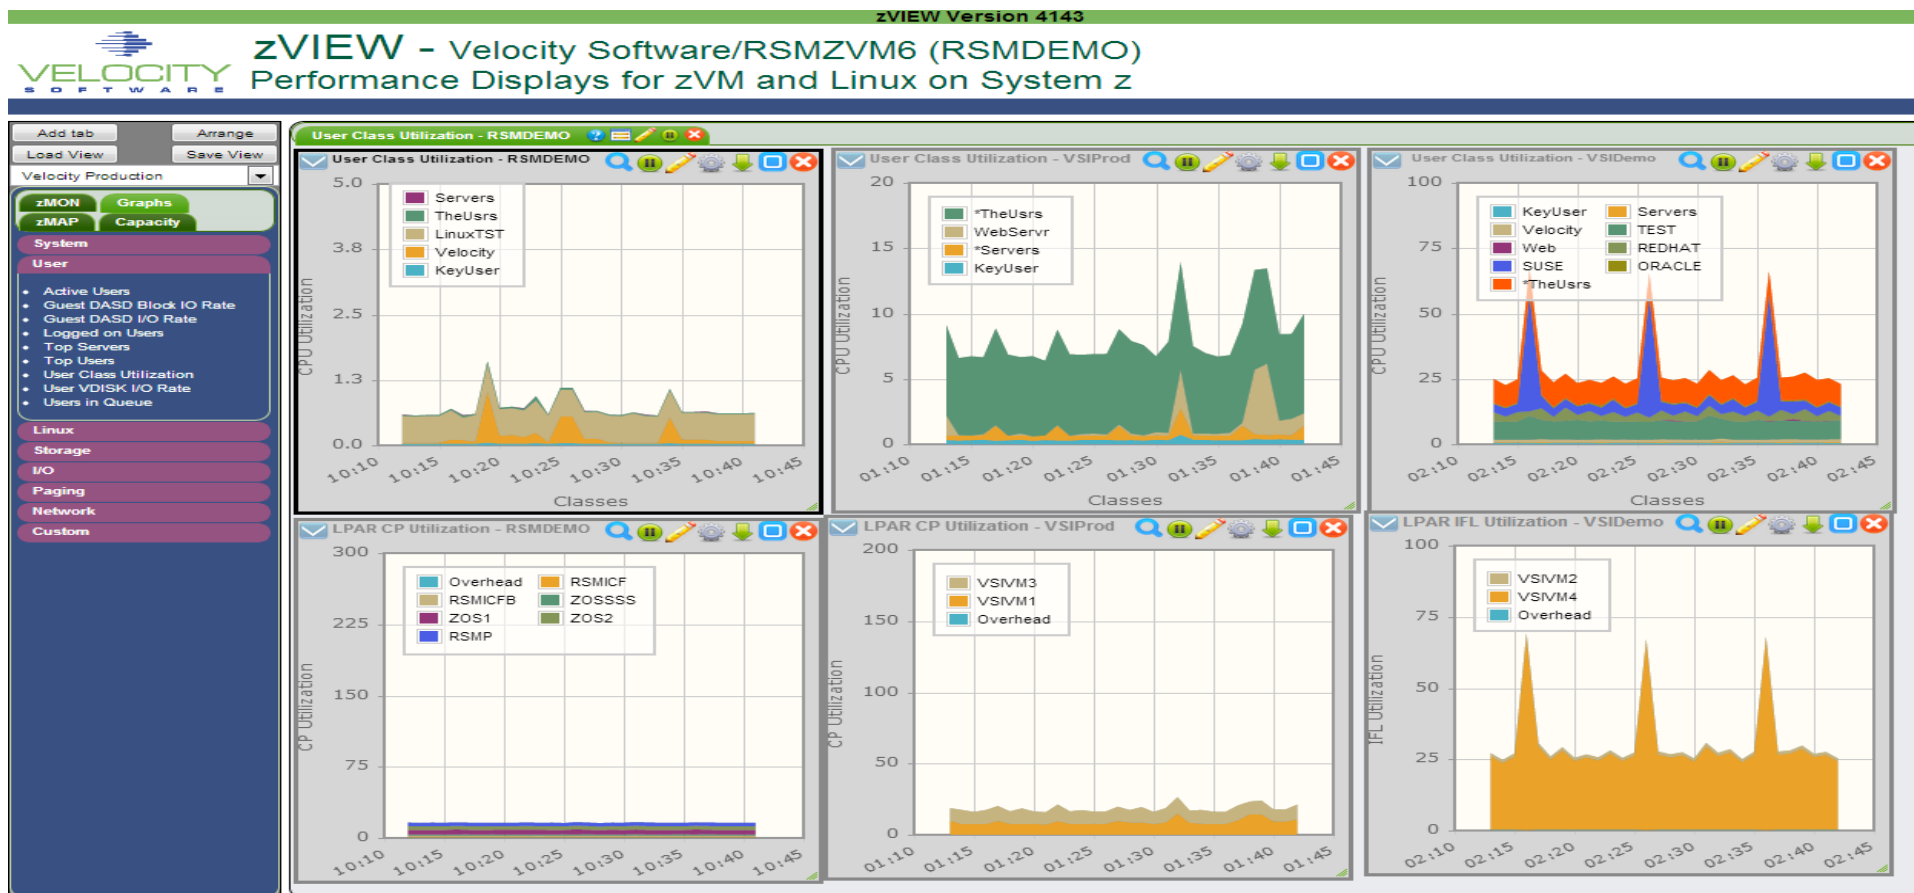 zVIEW Version 4143
VELOCITY
SOFTWARE
zVIEW - Velocity Software/RSMZVM6 (RSMDEMO)
Performance Displays for zVM and Linux on System z
Add tab
Arrange
Load View
Save View
Velocity Production
zMON
Graphs
zMAP
Capacity
System
User
Active Users
Guest DASD Block IO Rate
Guest DASD I/O Rate
Logged on Users
Top Servers
Top Users
User Class Utilization
User VDISK I/O Rate
Users in Queue
Linux
Storage
I/O
Paging
Network
Custom
User Class Utilization - RSMDEMO
User Class Utilization - RSMDEMO
5.0
3.8
2.5
1.3
0.0
CPU Utilization
Servers
TheUsrs
LinuxTST
Velocity
KeyUser
10:10 10:15 10:20 10:25 10:30 10:35 10:40 10:45
Classes
User Class Utilization - VSIProd
20
15
10
5
0
CPU Utilization
*TheUsrs
WebServr
*Servers
KeyUser
01:10 01:15 01:20 01:25 01:30 01:35 01:40 01:45
Classes
User Class Utilization - VSIDemo
100
75
50
25
0
CPU Utilization
KeyUser Servers
Velocity TEST
Web REDHAT
SUSE ORACLE
*TheUsrs
02:10 02:15 02:20 02:25 02:30 02:35 02:40 02:45
Classes
LPAR CP Utilization - RSMDEMO
300
225
150
75
0
CP Utilization
Overhead RSMICF
RSMICFB ZOSSSS
ZOS1 ZOS2
RSMP
10:10 10:15 10:20 10:25 10:30 10:35 10:40 10:45
LPAR CP Utilization - VSIProd
200
150
100
50
0
CP Utilization
VSIVM3
VSIVM1
Overhead
01:10 01:15 01:20 01:25 01:30 01:35 01:40 01:45
LPAR IFL Utilization - VSIDemo
100
75
50
25
0
IFL Utilization
VSIVM2
VSIVM4
Overhead
02:10 02:15 02:20 02:25 02:30 02:35 02:40 02:45